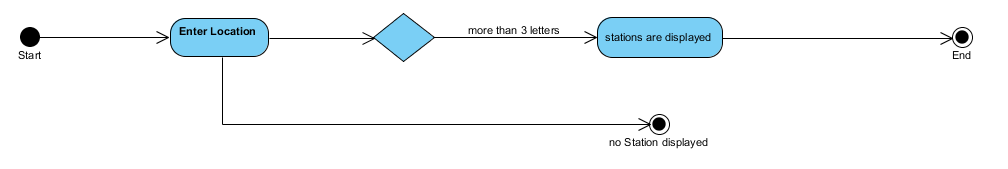 Enter Location
more than 3 letters
stations are displayed
Start
End
no Station displayed